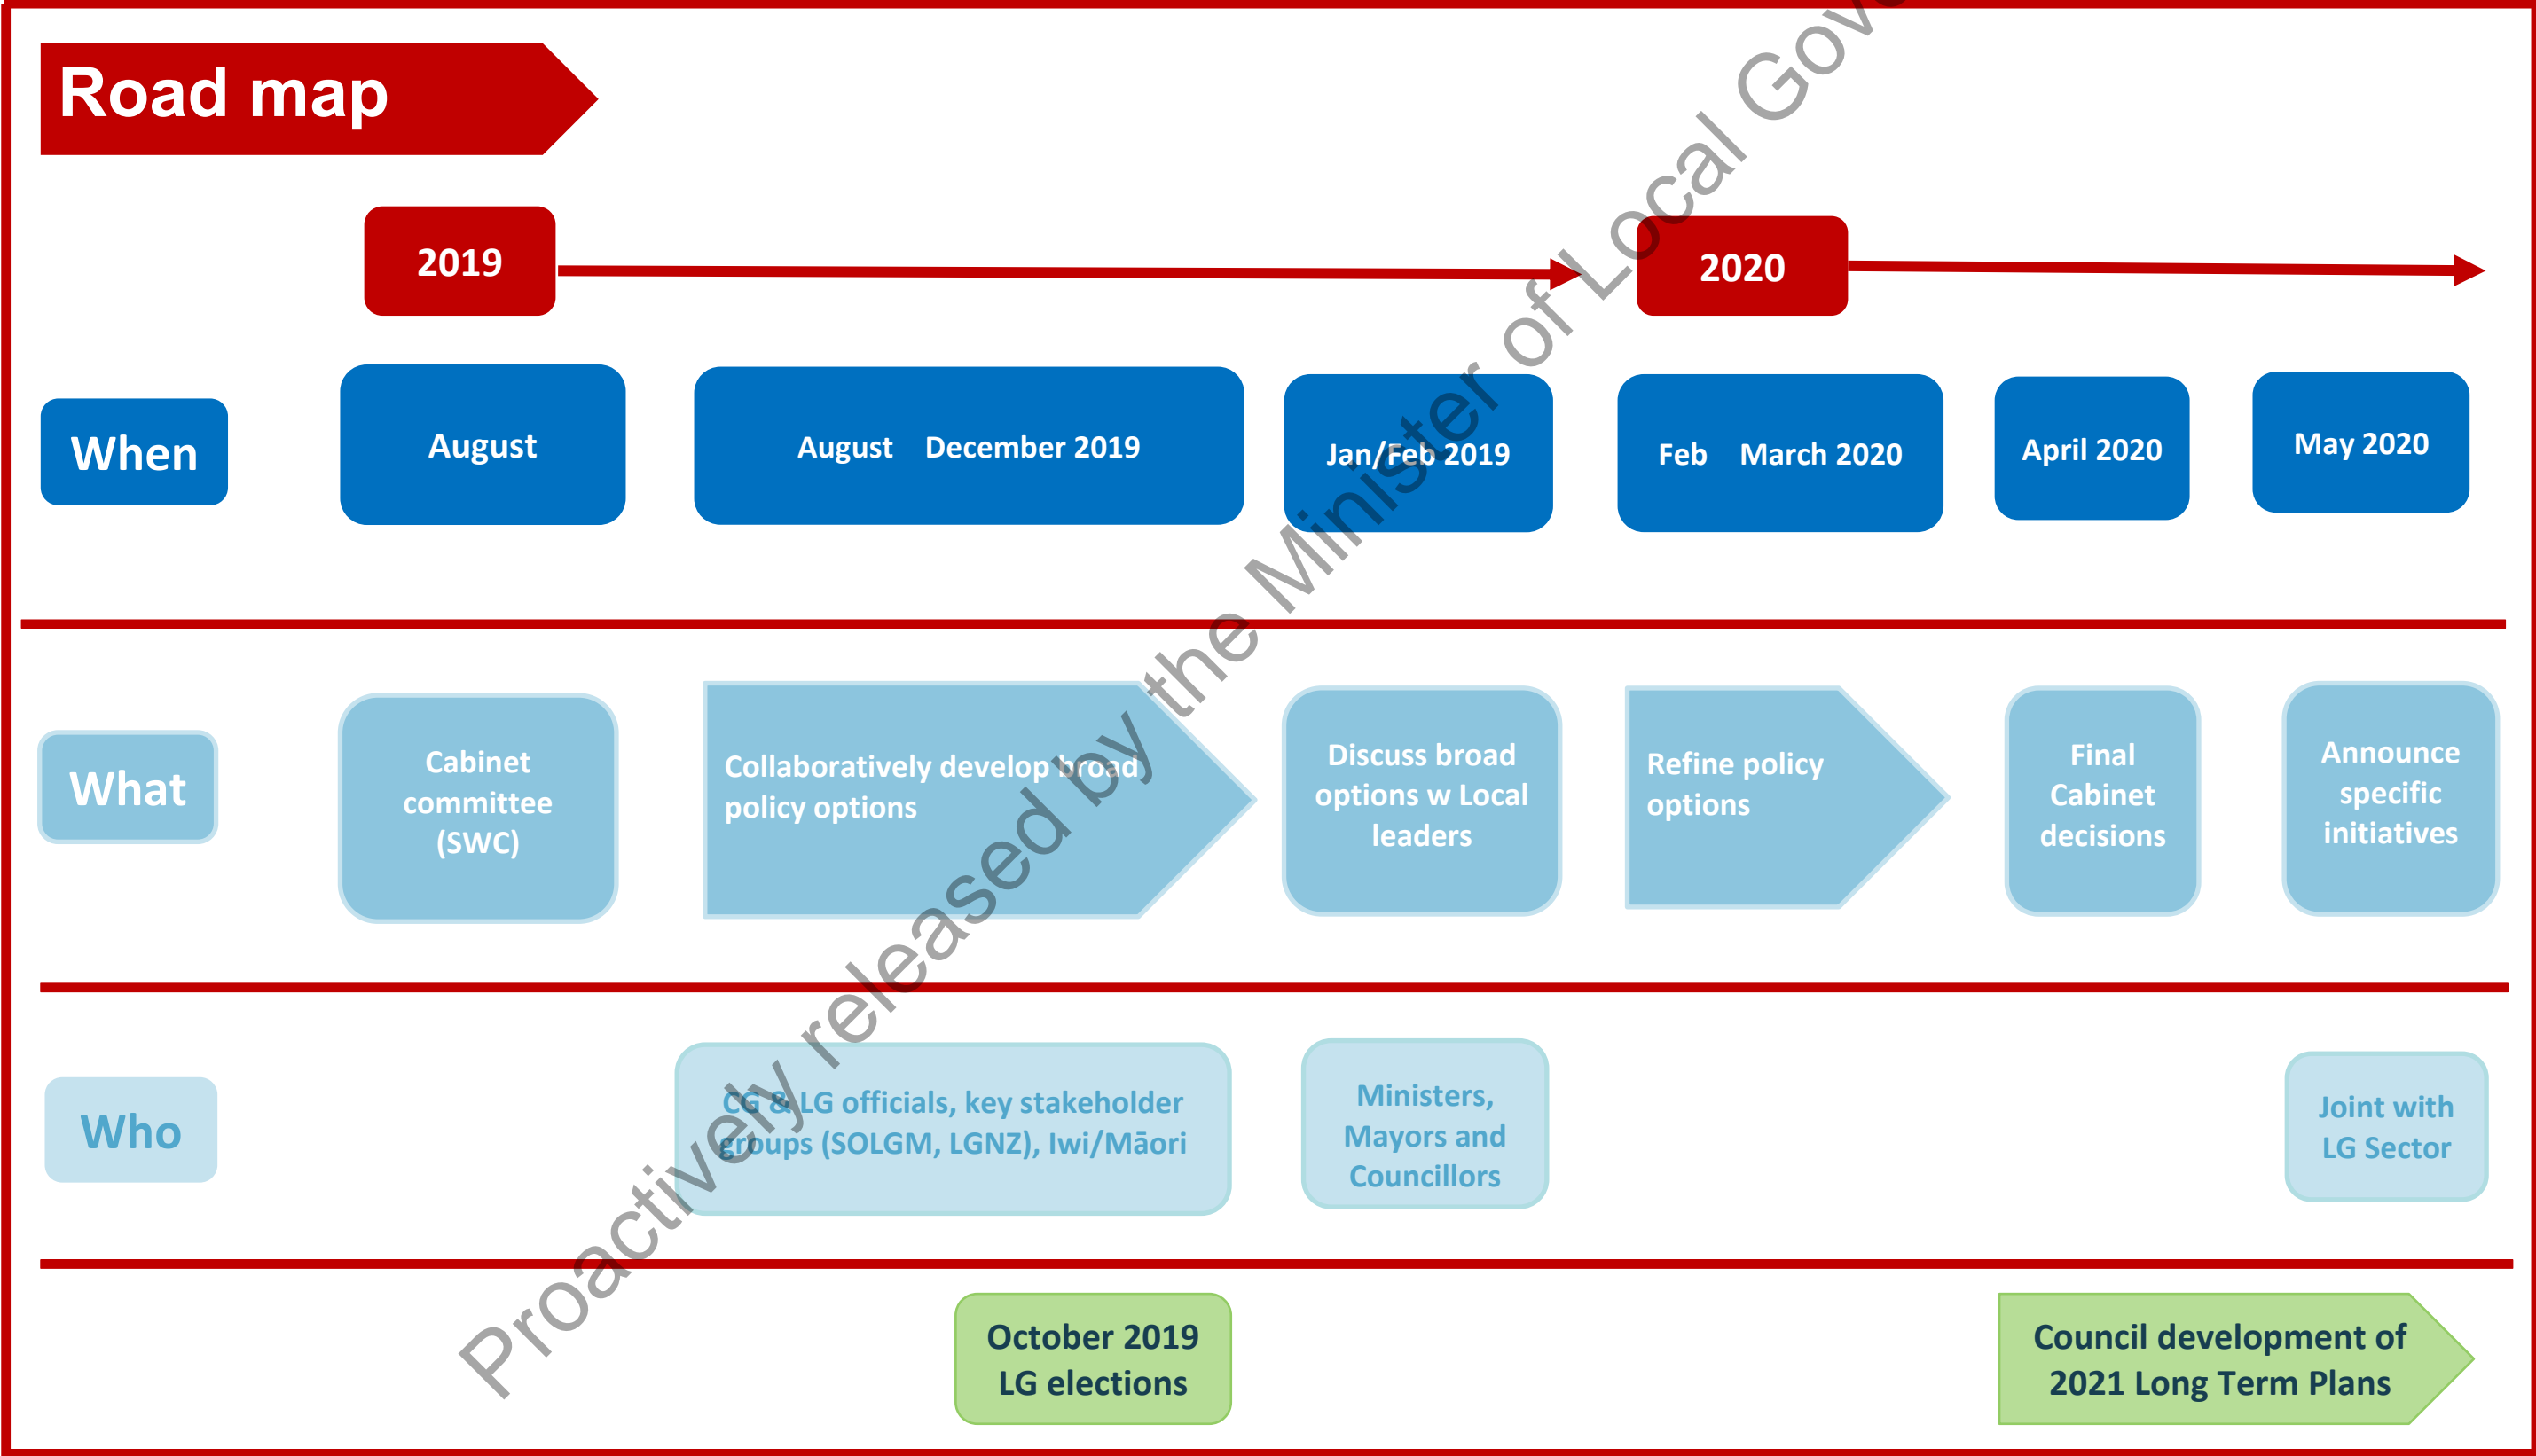 Road map
2019
2020
When
August
August December 2019
Jan/Feb 2019
Feb March 2020
April 2020
May 2020
What
Cabinet
committee
(SWC)
Collaboratively develop broad
policy options
Discuss broad
options w Local
leaders
Refine policy
options
Final
Cabinet
decisions
Announce
specific
initiatives
Who
CG & LG officials, key stakeholder
groups (SOLGM, LGNZ), Iwi/Māori
Ministers,
Mayors and
Councillors
Joint with
LG Sector
October 2019
LG elections
Council development of
2021 Long Term Plans
Proactively released by the Minister of Local